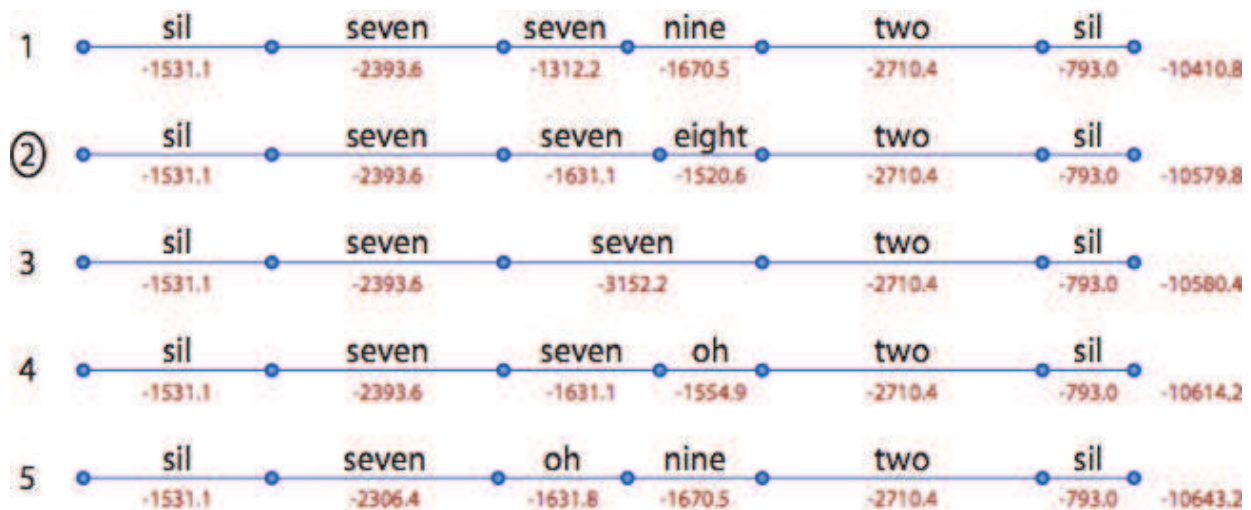 1 sil seven seven nine two sil
-1531.1 -2393.6 -1312.2 -1670.5 -2710.4 -793.0 -10410.8
2 sil seven seven eight two sil
-1531.1 -2393.6 -1631.1 -1520.6 -2710.4 -793.0 -10579.8
3 sil seven seven two sil
-1531.1 -2393.6 -3152.2 -2710.4 -793.0 -10580.4
4 sil seven seven oh two sil
-1531.1 -2393.6 -1631.1 -1554.9 -2710.4 -793.0 -10614.2
5 sil seven oh nine two sil
-1531.1 -2306.4 -1631.8 -1670.5 -2710.4 -793.0 -10643.2